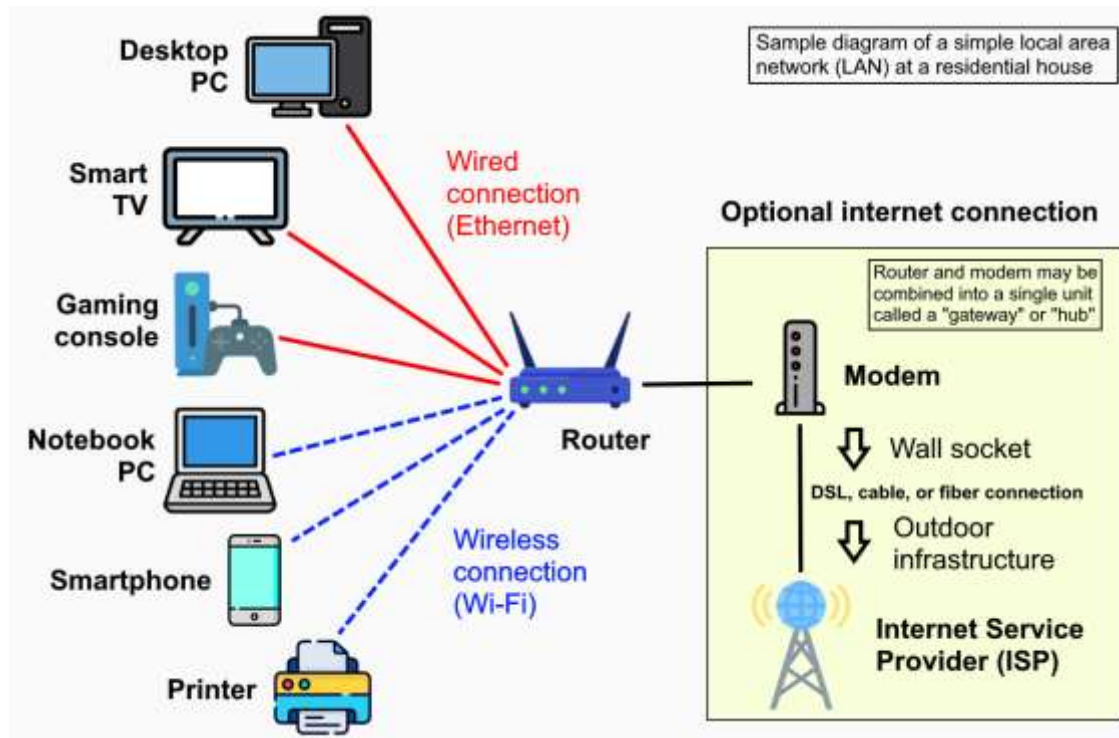 Desktop
PC
Sample diagram of a simple local area
network (LAN) at a residential house
Smart
TV
Wired
connection
(Ethernet)
Optional internet connection
Router and modem may be
combined into a single unit
called a "gateway" or "hub"
Gaming
console
Modem
Router
Notebook
PC
Wall socket
DSL, cable, or fiber connection
Outdoor
infrastructure
Smartphone
Wireless
connection
(Wi-Fi)
Internet Service
Provider (ISP)
Printer